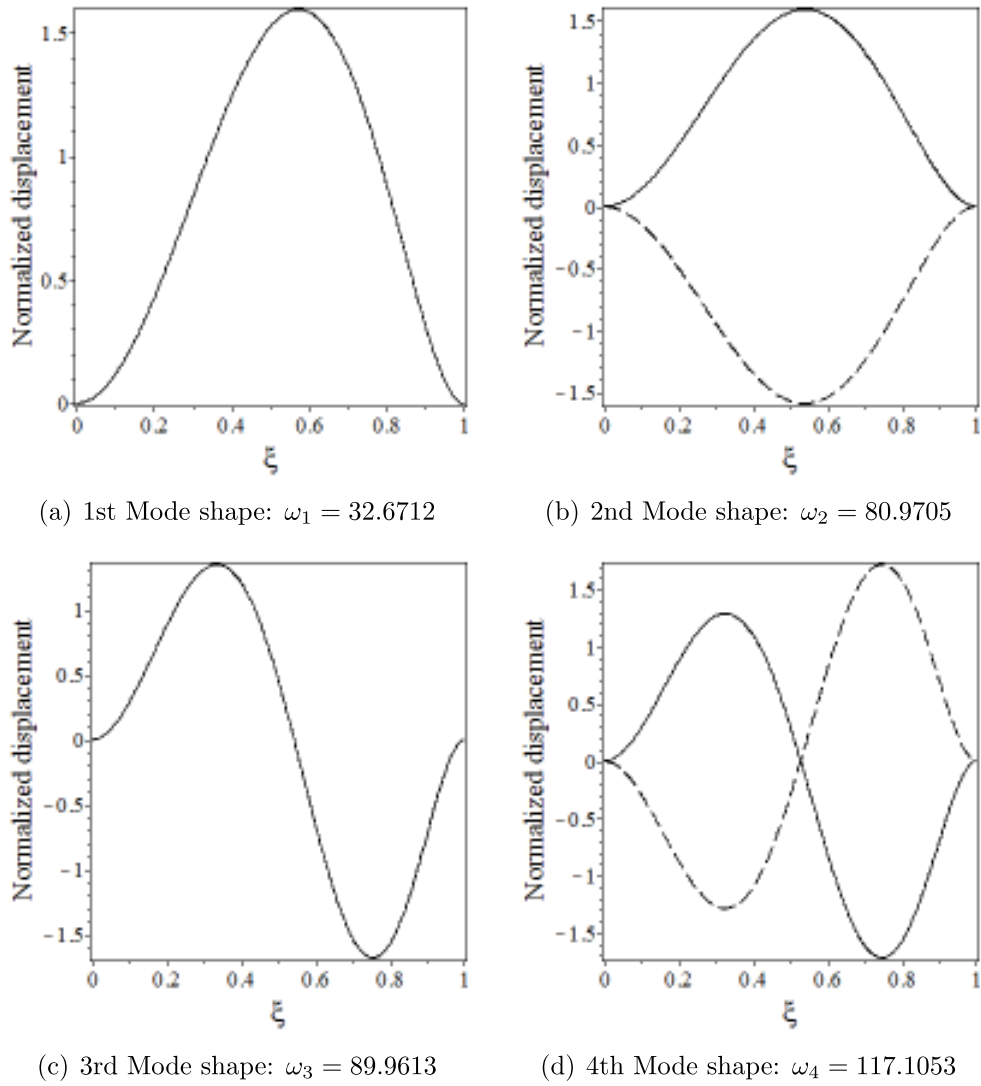 Normalized displacement
1.5
1
0.5
0
0 0.2 0.4 0.6 0.8 1
ξ
(a) 1st Mode shape: ω₁ = 32.6712
Normalized displacement
1.5
1
0.5
0
−0.5
−1
−1.5
0 0.2 0.4 0.6 0.8 1
ξ
(b) 2nd Mode shape: ω₂ = 80.9705
Normalized displacement
1
0.5
0
−0.5
−1
−1.5
0 0.2 0.4 0.6 0.8 1
ξ
(c) 3rd Mode shape: ω₃ = 89.9613
Normalized displacement
1.5
1
0.5
0
−0.5
−1
−1.5
0 0.2 0.4 0.6 0.8 1
ξ
(d) 4th Mode shape: ω₄ = 117.1053